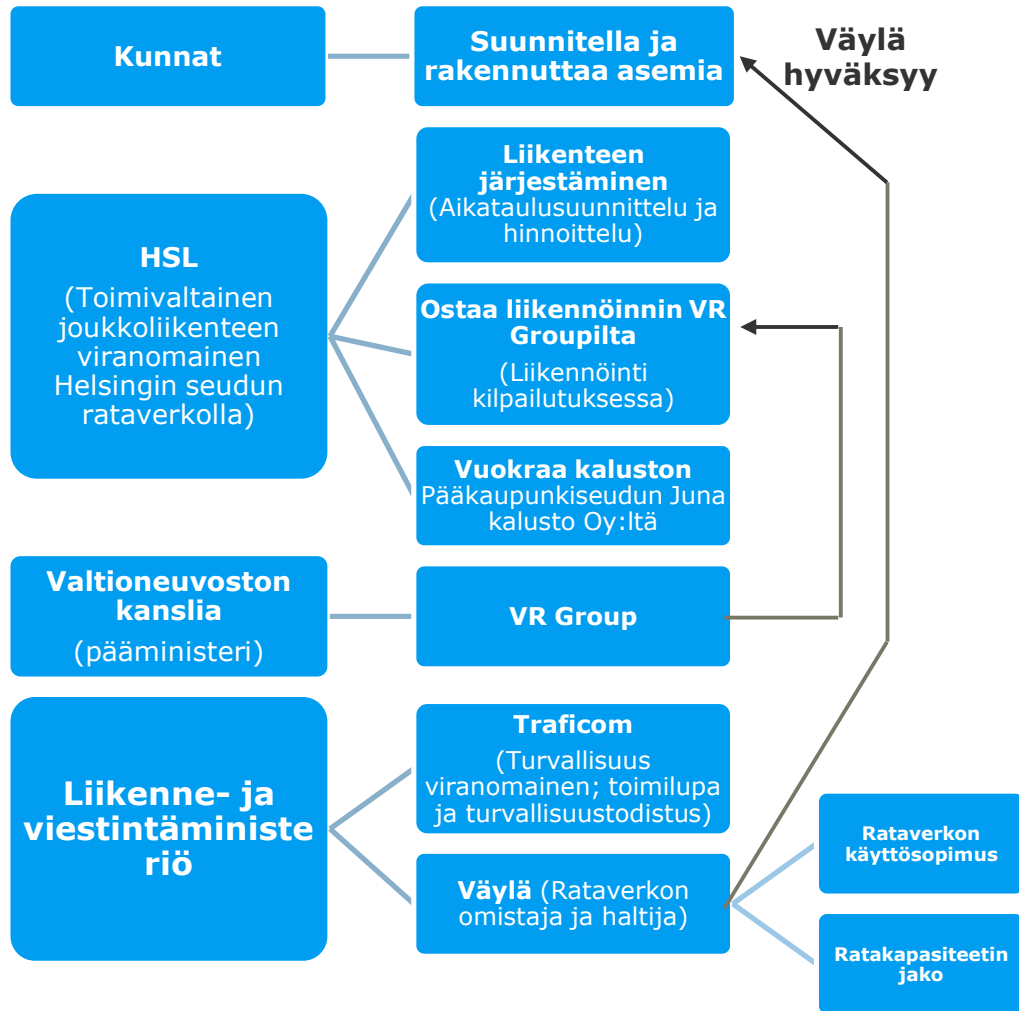 Kunnat
Suunnitella ja
rakennuttaa asemia
Väylä
hyväksyy
HSL
(Toimivaltainen
joukkoliikenteen
viranomainen
Helsingin seudun
rataverkolla)
Liikenteen
järjestäminen
(Aikataulusuunnittelu ja
hinnoittelu)
Ostaa liikennöinnin VR
Groupilta
(Liikennöinti
kilpailutuksessa)
Vuokraa kaluston
Pääkaupunkiseudun Juna
kalusto Oy:ltä
Valtioneuvoston
kanslia
(pääministeri)
VR Group
Liikenne– ja
viestintäministe
riö
Traficom
(Turvallisuus
viranomainen; toimilupa
ja turvallisuustodistus)
Väylä (Rataverkon
omistaja ja haltija)
Rataverkon
käyttösopimus
Ratakapasiteetin
jako